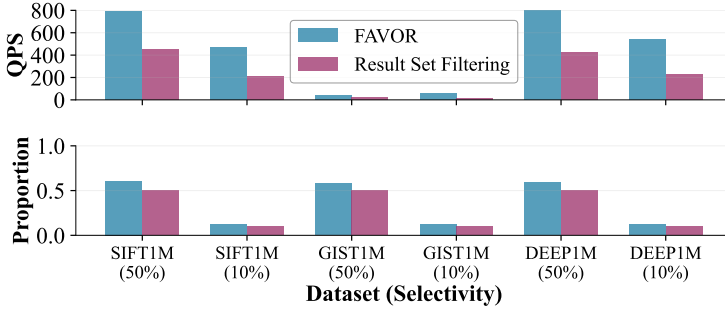 800
600
400
200
0
QPS
FAVOR
Result Set Filtering
1.0
0.5
0.0
Proportion
SIFT1M SIFT1M GIST1M GIST1M DEEP1M DEEP1M
(50%) (10%) (50%) (10%) (50%) (10%)
Dataset (Selectivity)